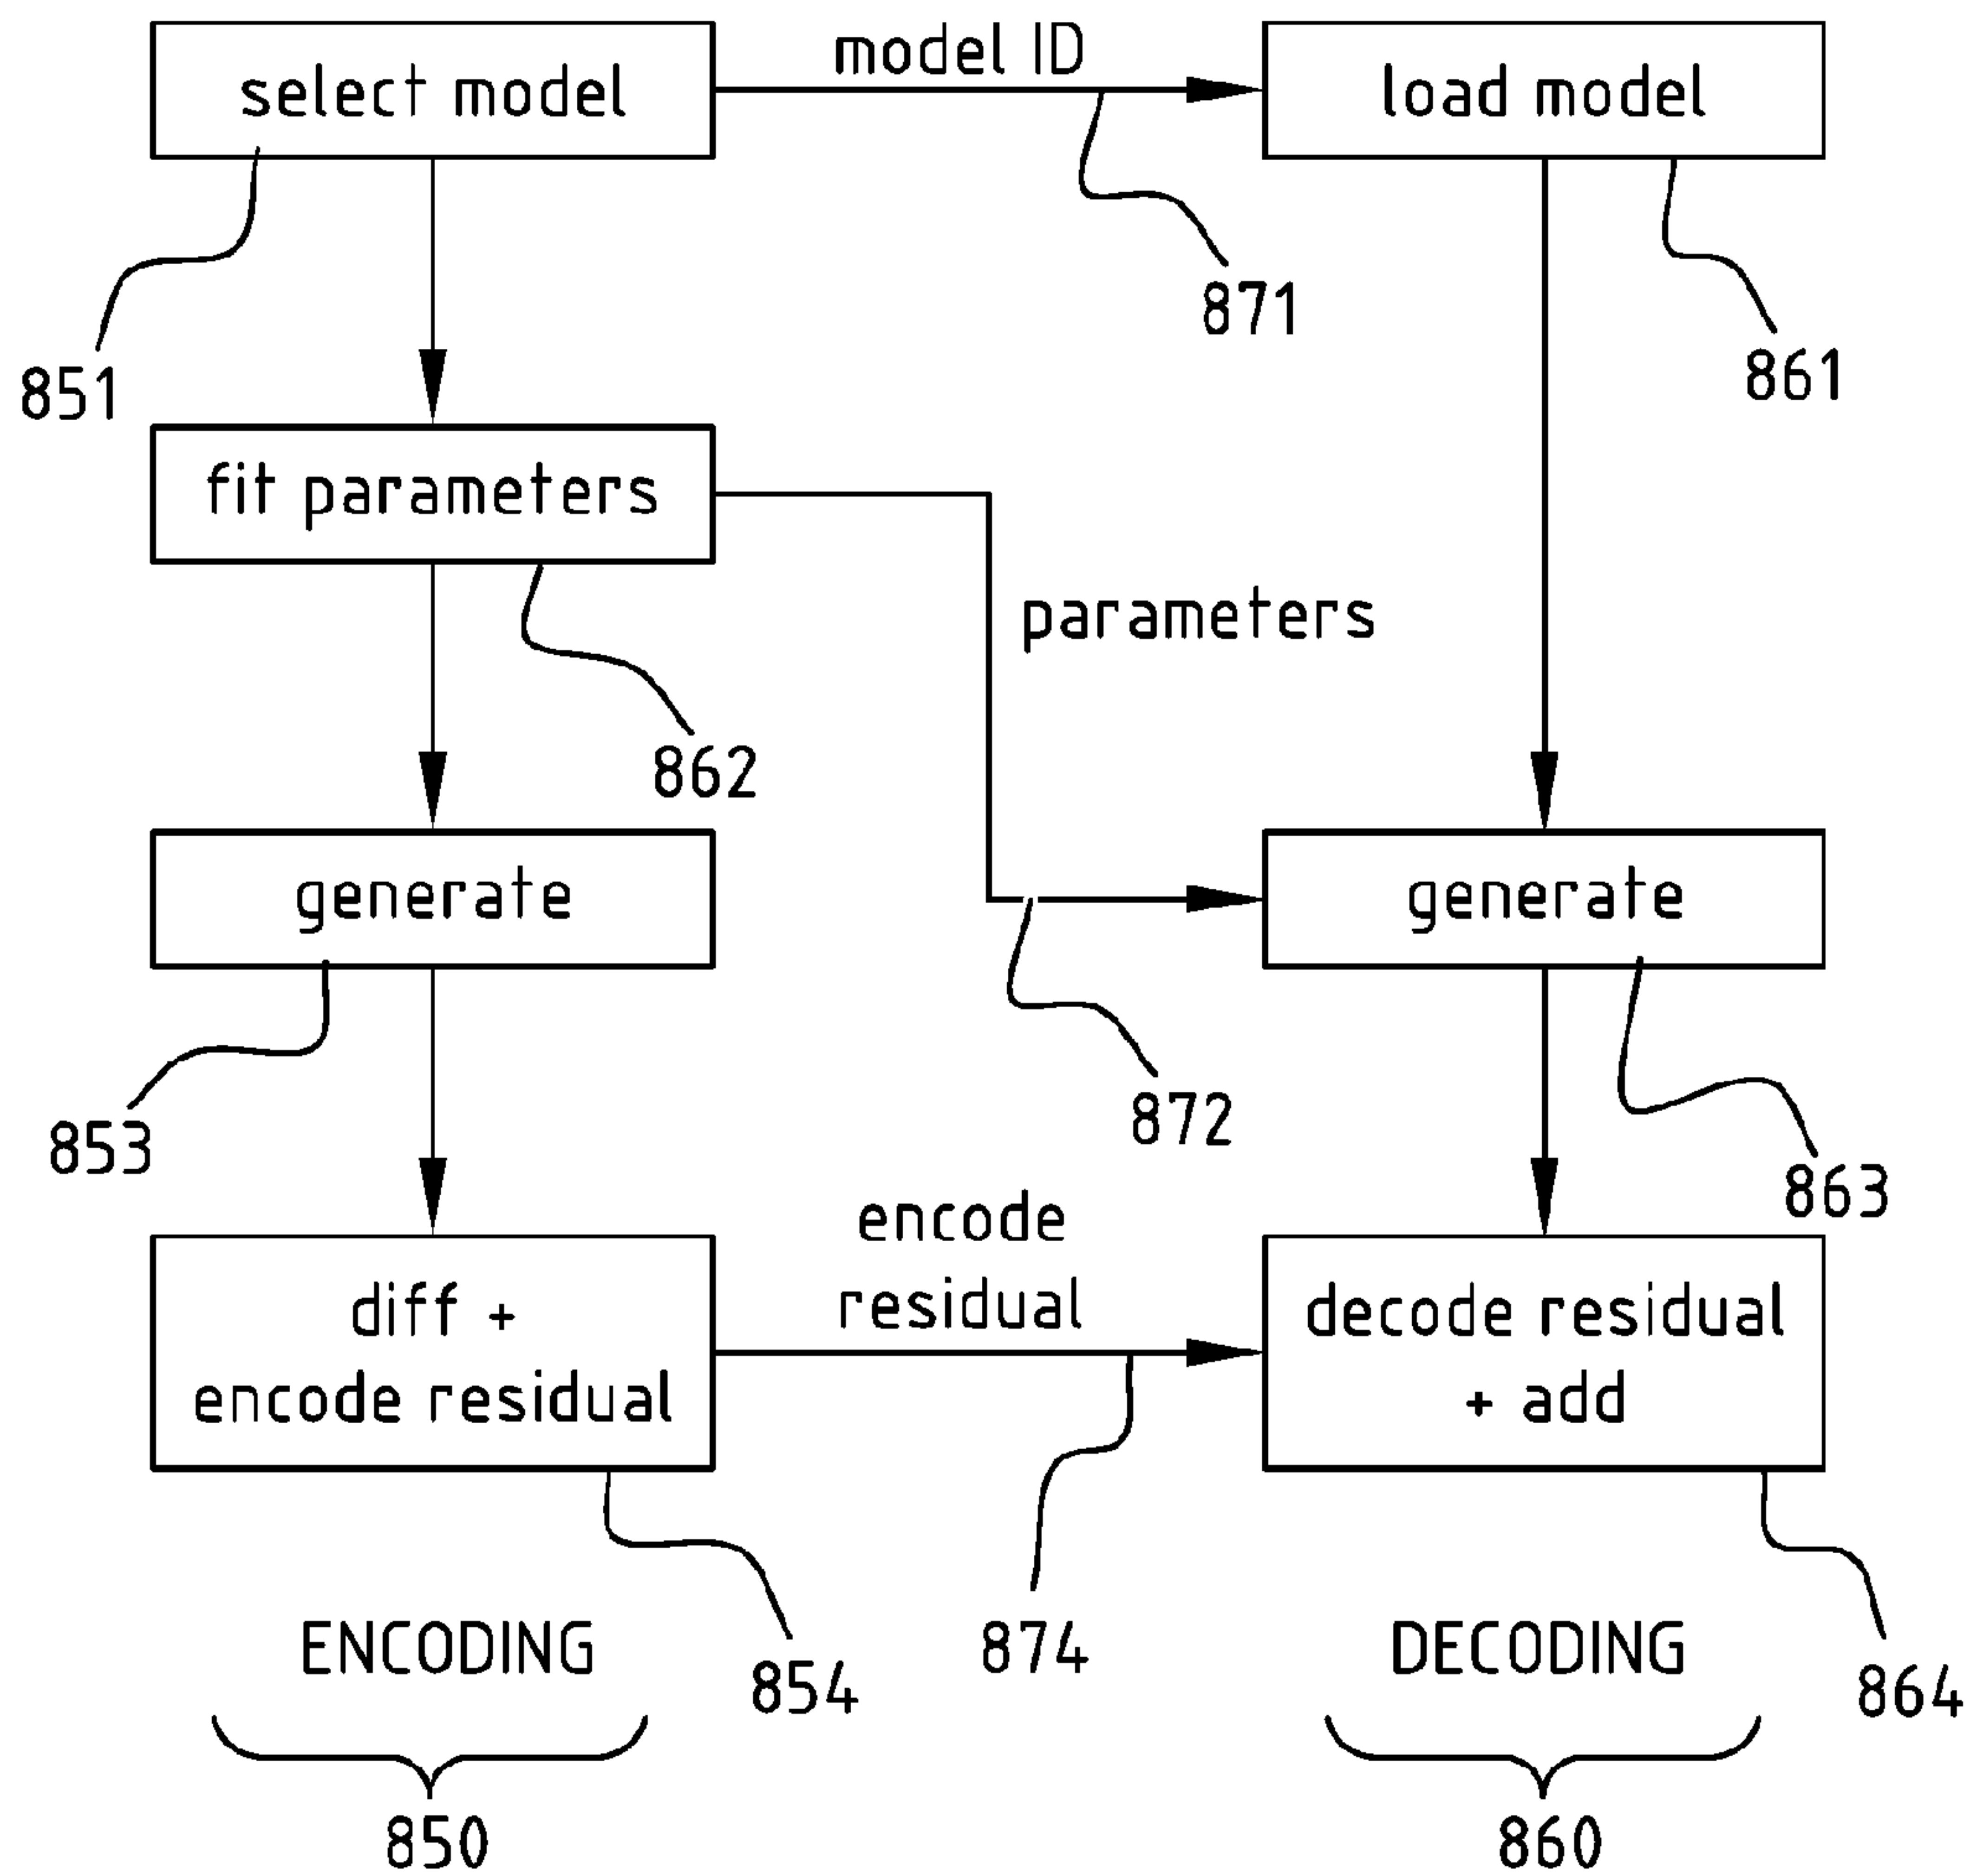 select model
model ID
load model
871
851
861
fit parameters
parameters
862
generate
generate
853
872
863
diff +
encode residual
encode
residual
decode residual
+ add
ENCODING
854
874
DECODING
864
850
860